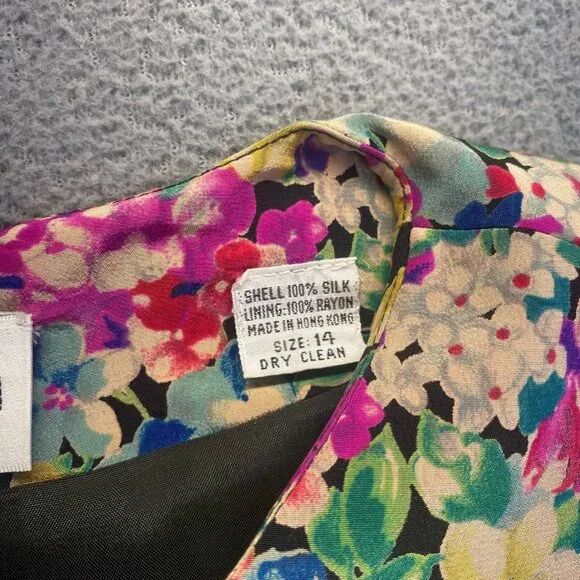 SHELL 100% SILK
LINING:100% RAYON
MADE IN HONG KONG
SIZE: 14
DRY CLEAN